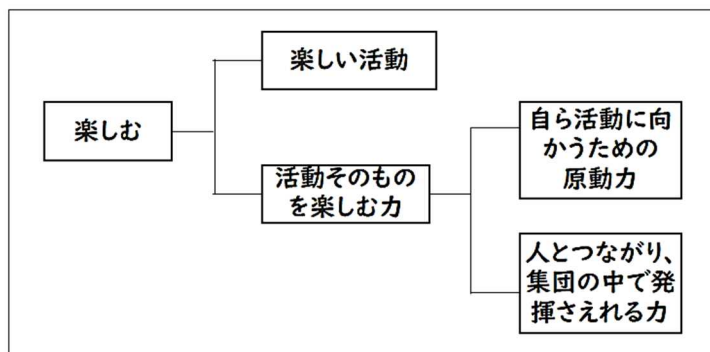 楽しい活動
楽しむ
活動そのもの
を楽しむ力
自ら活動に向
かうための
原動力
人とつながり、
集団の中で発
揮さえれる力